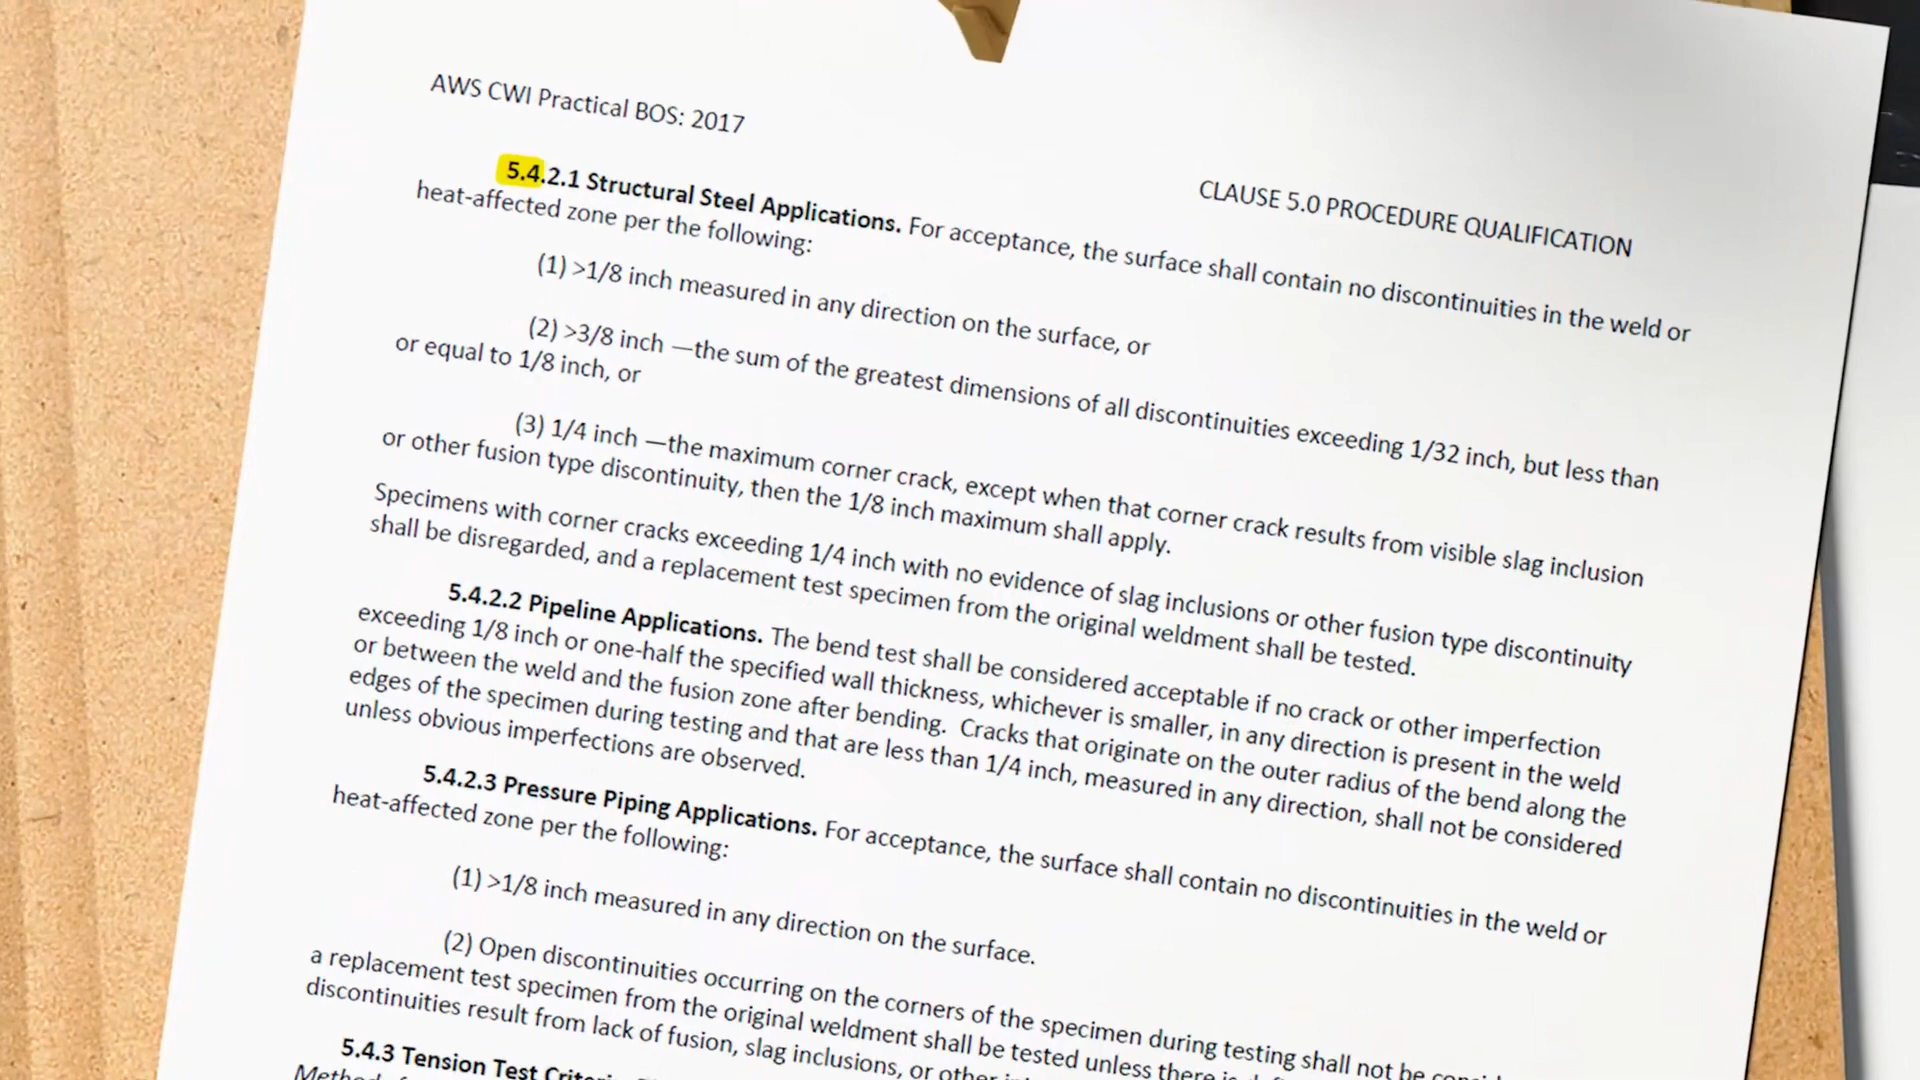 AWS CWI Practical BOS: 2017
CLAUSE 5.0 PROCEDURE QUALIFICATION
5.4.2.1 Structural Steel Applications. For acceptance, the surface shall contain no discontinuities in the weld or
heat-affected zone per the following:
(1) >1/8 inch measured in any direction on the surface, or
(2) >3/8 inch —the sum of the greatest dimensions of all discontinuities exceeding 1/32 inch, but less than
or equal to 1/8 inch, or
(3) 1/4 inch —the maximum corner crack, except when that corner crack results from visible slag inclusion
or other fusion type discontinuity, then the 1/8 inch maximum shall apply.
Specimens with corner cracks exceeding 1/4 inch with no evidence of slag inclusions or other fusion type discontinuity
shall be disregarded, and a replacement test specimen from the original weldment shall be tested.
5.4.2.2 Pipeline Applications. The bend test shall be considered acceptable if no crack or other imperfection
exceeding 1/8 inch or one-half the specified wall thickness, whichever is smaller, in any direction is present in the weld
or between the weld and the fusion zone after bending. Cracks that originate on the outer radius of the bend along the
edges of the specimen during testing and that are less than 1/4 inch, measured in any direction, shall not be considered
unless obvious imperfections are observed.
5.4.2.3 Pressure Piping Applications. For acceptance, the surface shall contain no discontinuities in the weld or
heat-affected zone per the following:
(1) >1/8 inch measured in any direction on the surface.
(2) Open discontinuities occurring on the corners of the specimen during testing shall not be
a replacement test specimen from the original weldment shall be tested unless there is
discontinuities result from lack of fusion, slag inclusions, or other
5.4.3 Tension Test